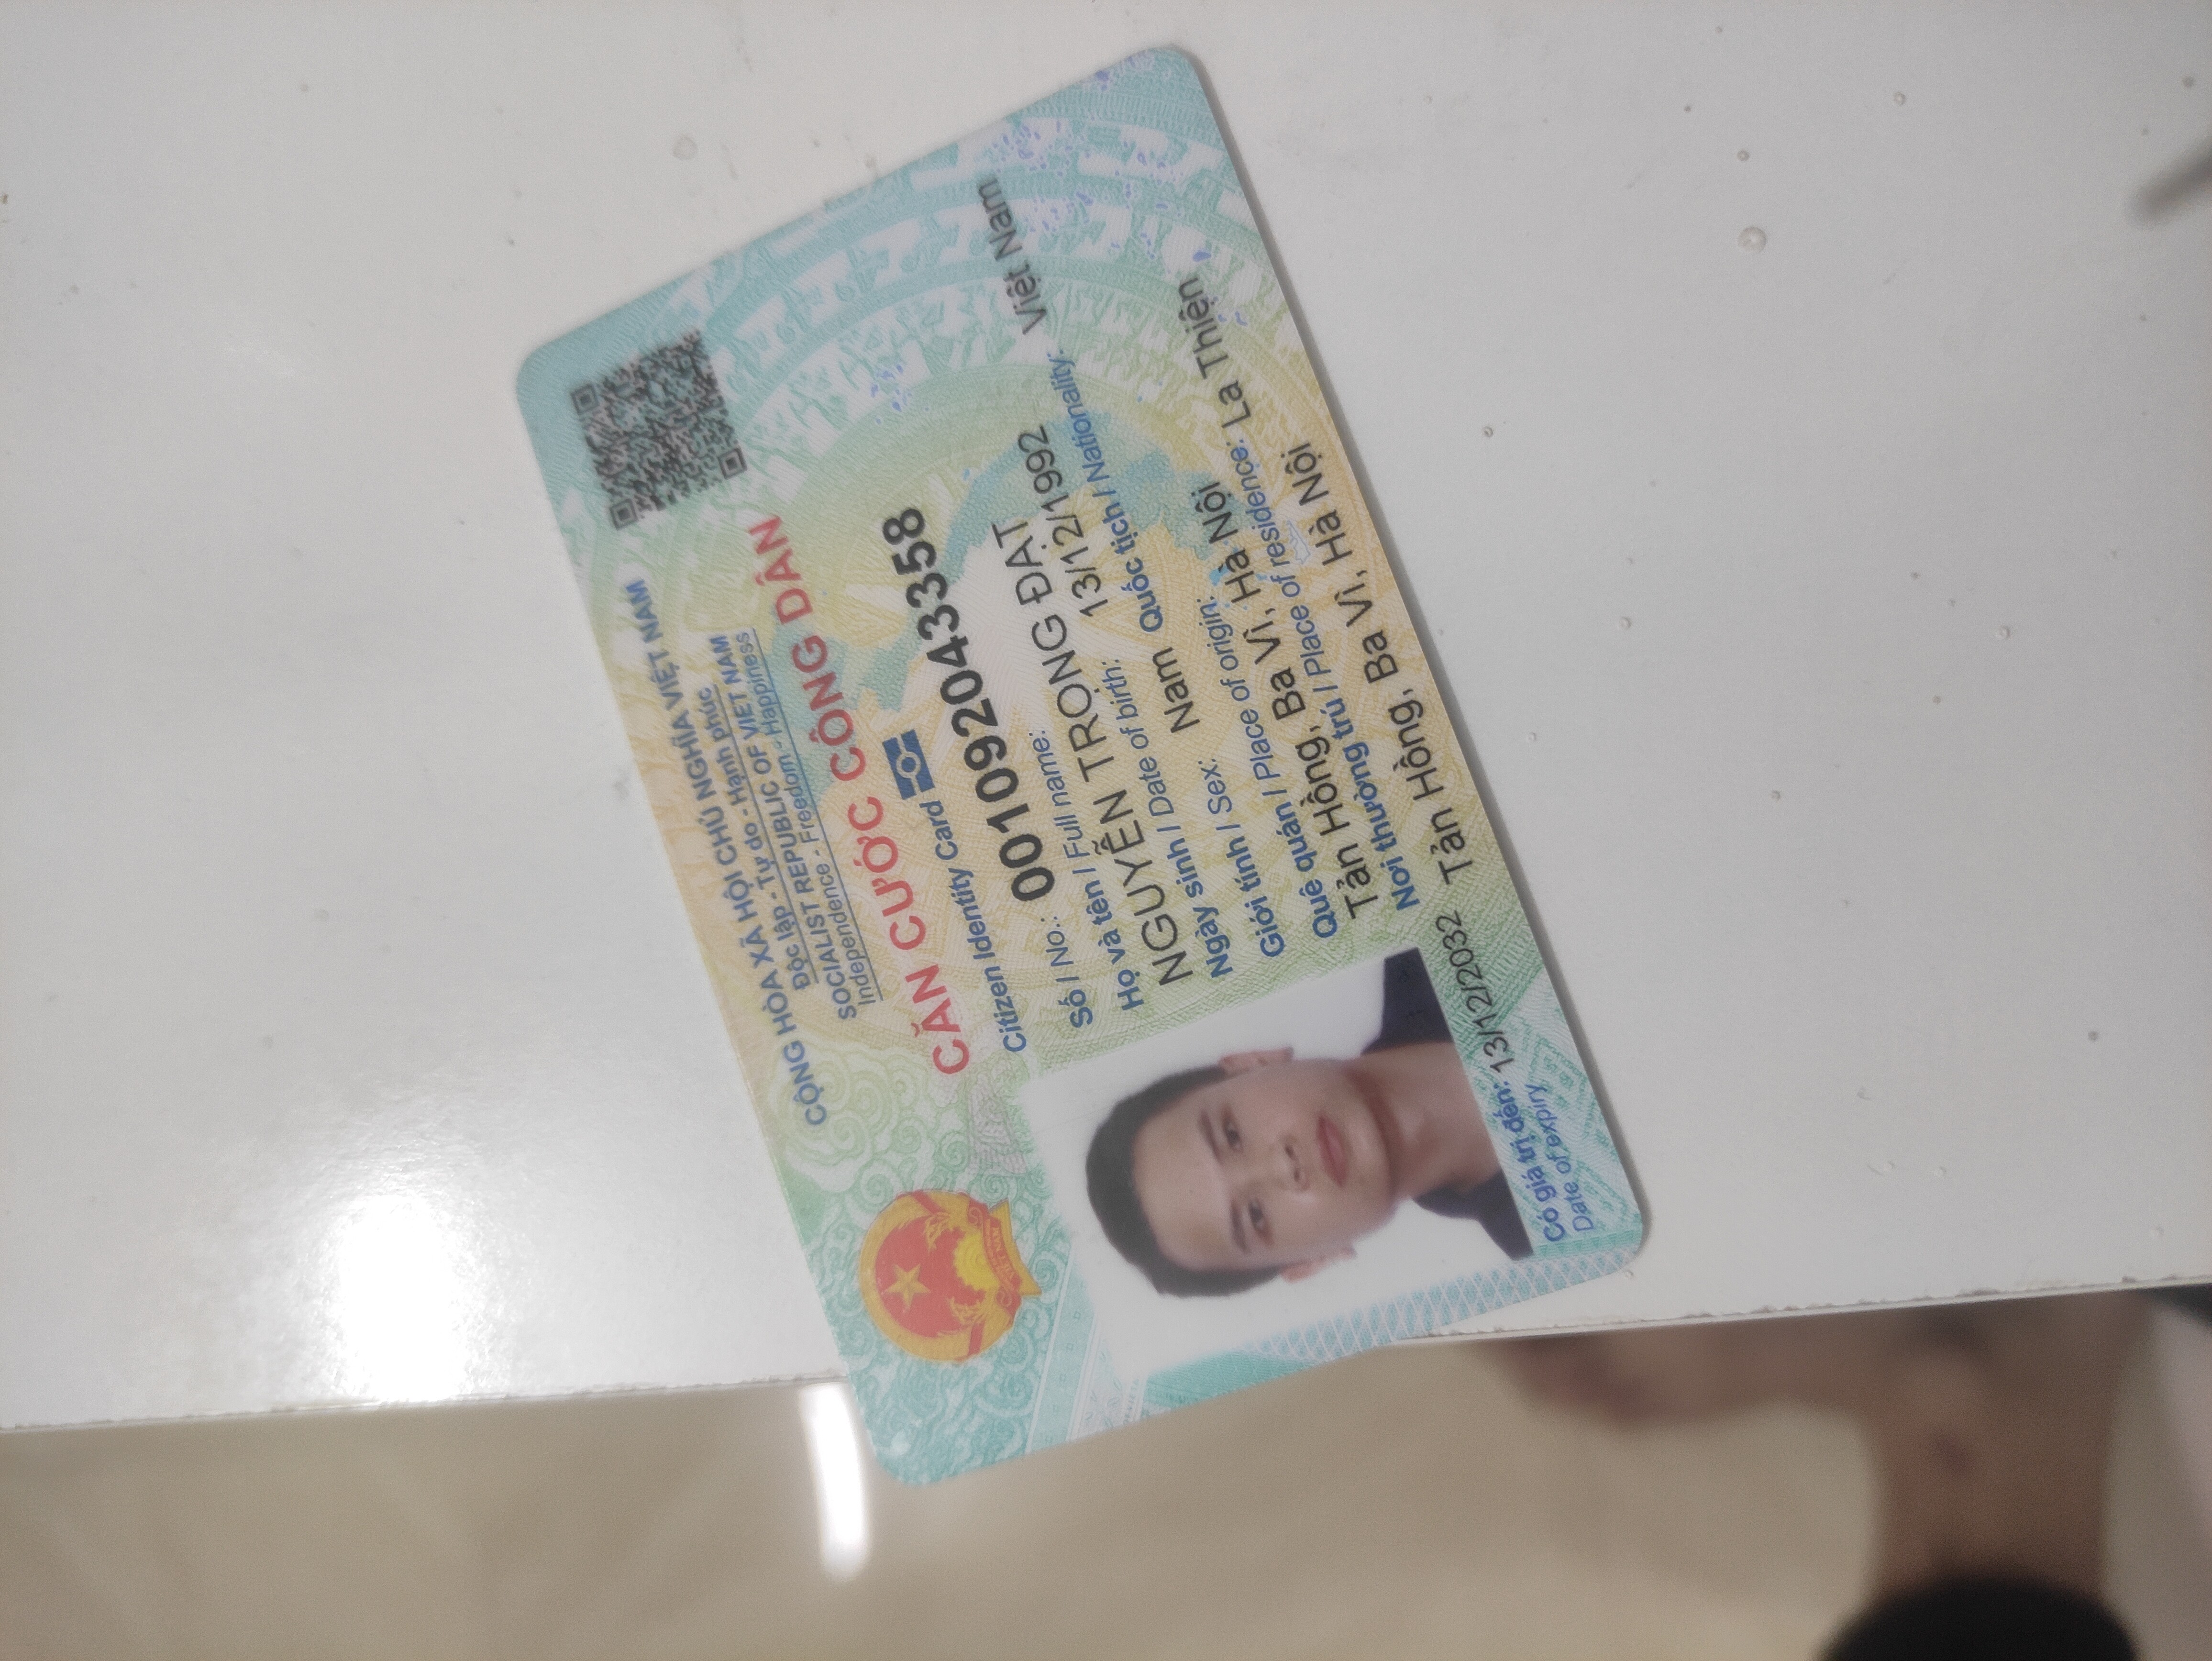 CỘNG HÒA XÃ HỘI CHỦ NGHĨA VIỆT NAM
Độc lập - Tự do - Hạnh phúc
SOCIALIST REPUBLIC OF VIET NAM
Independence - Freedom - Happiness
CĂN CƯỚC CÔNG DÂN
Citizen Identity Card
Số / No.: 001092043358
Họ và tên / Full name:
NGUYỄN TRỌNG ĐẠT
Ngày sinh / Date of birth: 13/12/1992
Giới tính / Sex: Nam Quốc tịch / Nationality: Việt Nam
Quê quán / Place of origin:
Tản Hồng, Ba Vì, Hà Nội
Nơi thường trú / Place of residence: La Thiện
Tản Hồng, Ba Vì, Hà Nội
Có giá trị đến: 13/12/2032
Date of expiry